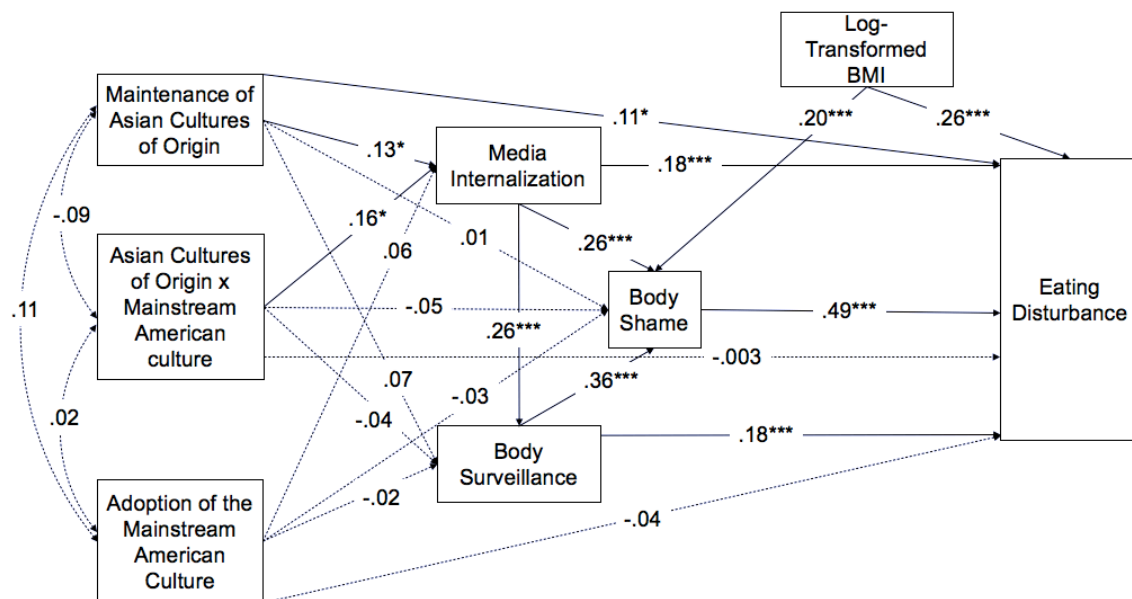 Log-
Transformed
BMI
Maintenance of
Asian Cultures
of Origin
.11*
.20***
.26***
.13*
Media
Internalization
.18***
-.09
.16*
.06
.01
.26***
Asian Cultures
of Origin x
Mainstream
American
culture
.11
-.05
Body
Shame
.49***
Eating
Disturbance
.26***
-.003
.07
.36***
-.03
.02
-.04
Body
Surveillance
.18***
-.02
Adoption of the
Mainstream
American
Culture
-.04